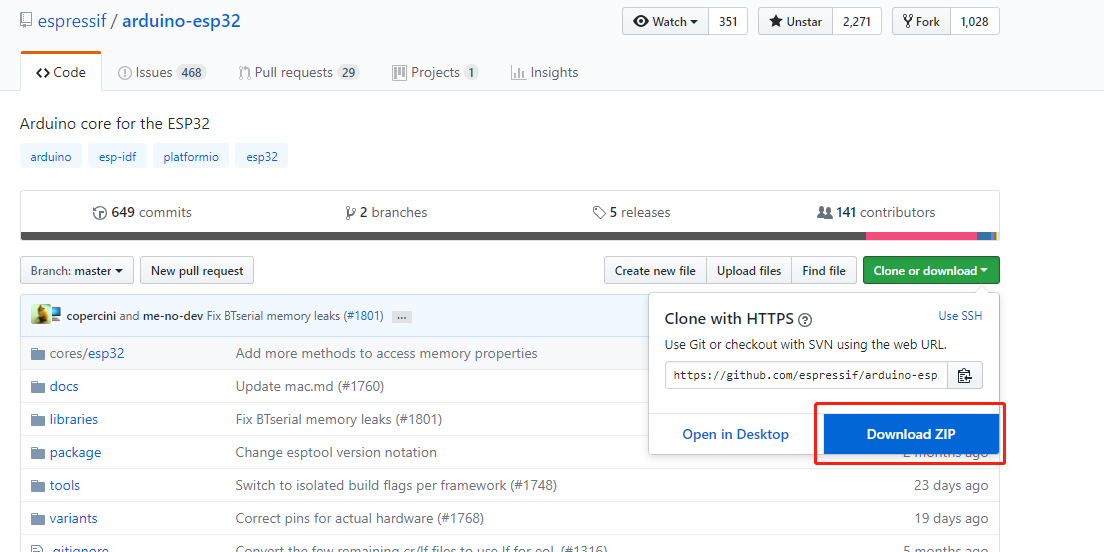 espressif / arduino-esp32 Watch 351 Unstar 2,271 Fork 1,028
Code Issues 468 Pull requests 29 Projects 1 Insights
Arduino core for the ESP32
arduino esp-idf platformio esp32
649 commits 2 branches 5 releases 141 contributors
Branch: master New pull request Create new file Upload files Find file Clone or download
copercini and me-no-dev Fix BTserial memory leaks (#1801) ...
Clone with HTTPS ? Use SSH
Use Git or checkout with SVN using the web URL.
https://github.com/espressif/arduino-esp
Open in Desktop Download ZIP
cores/esp32 Add more methods to access memory properties
docs Update mac.md (#1760)
libraries Fix BTserial memory leaks (#1801)
package Change esptool version notation 2 months ago
tools Switch to isolated build flags per framework (#1748) 23 days ago
variants Correct pins for actual hardware (#1768) 19 days ago
.gitignore Convert the few remaining cr/lf files to use lf for eol. (#1316) 5 months ago